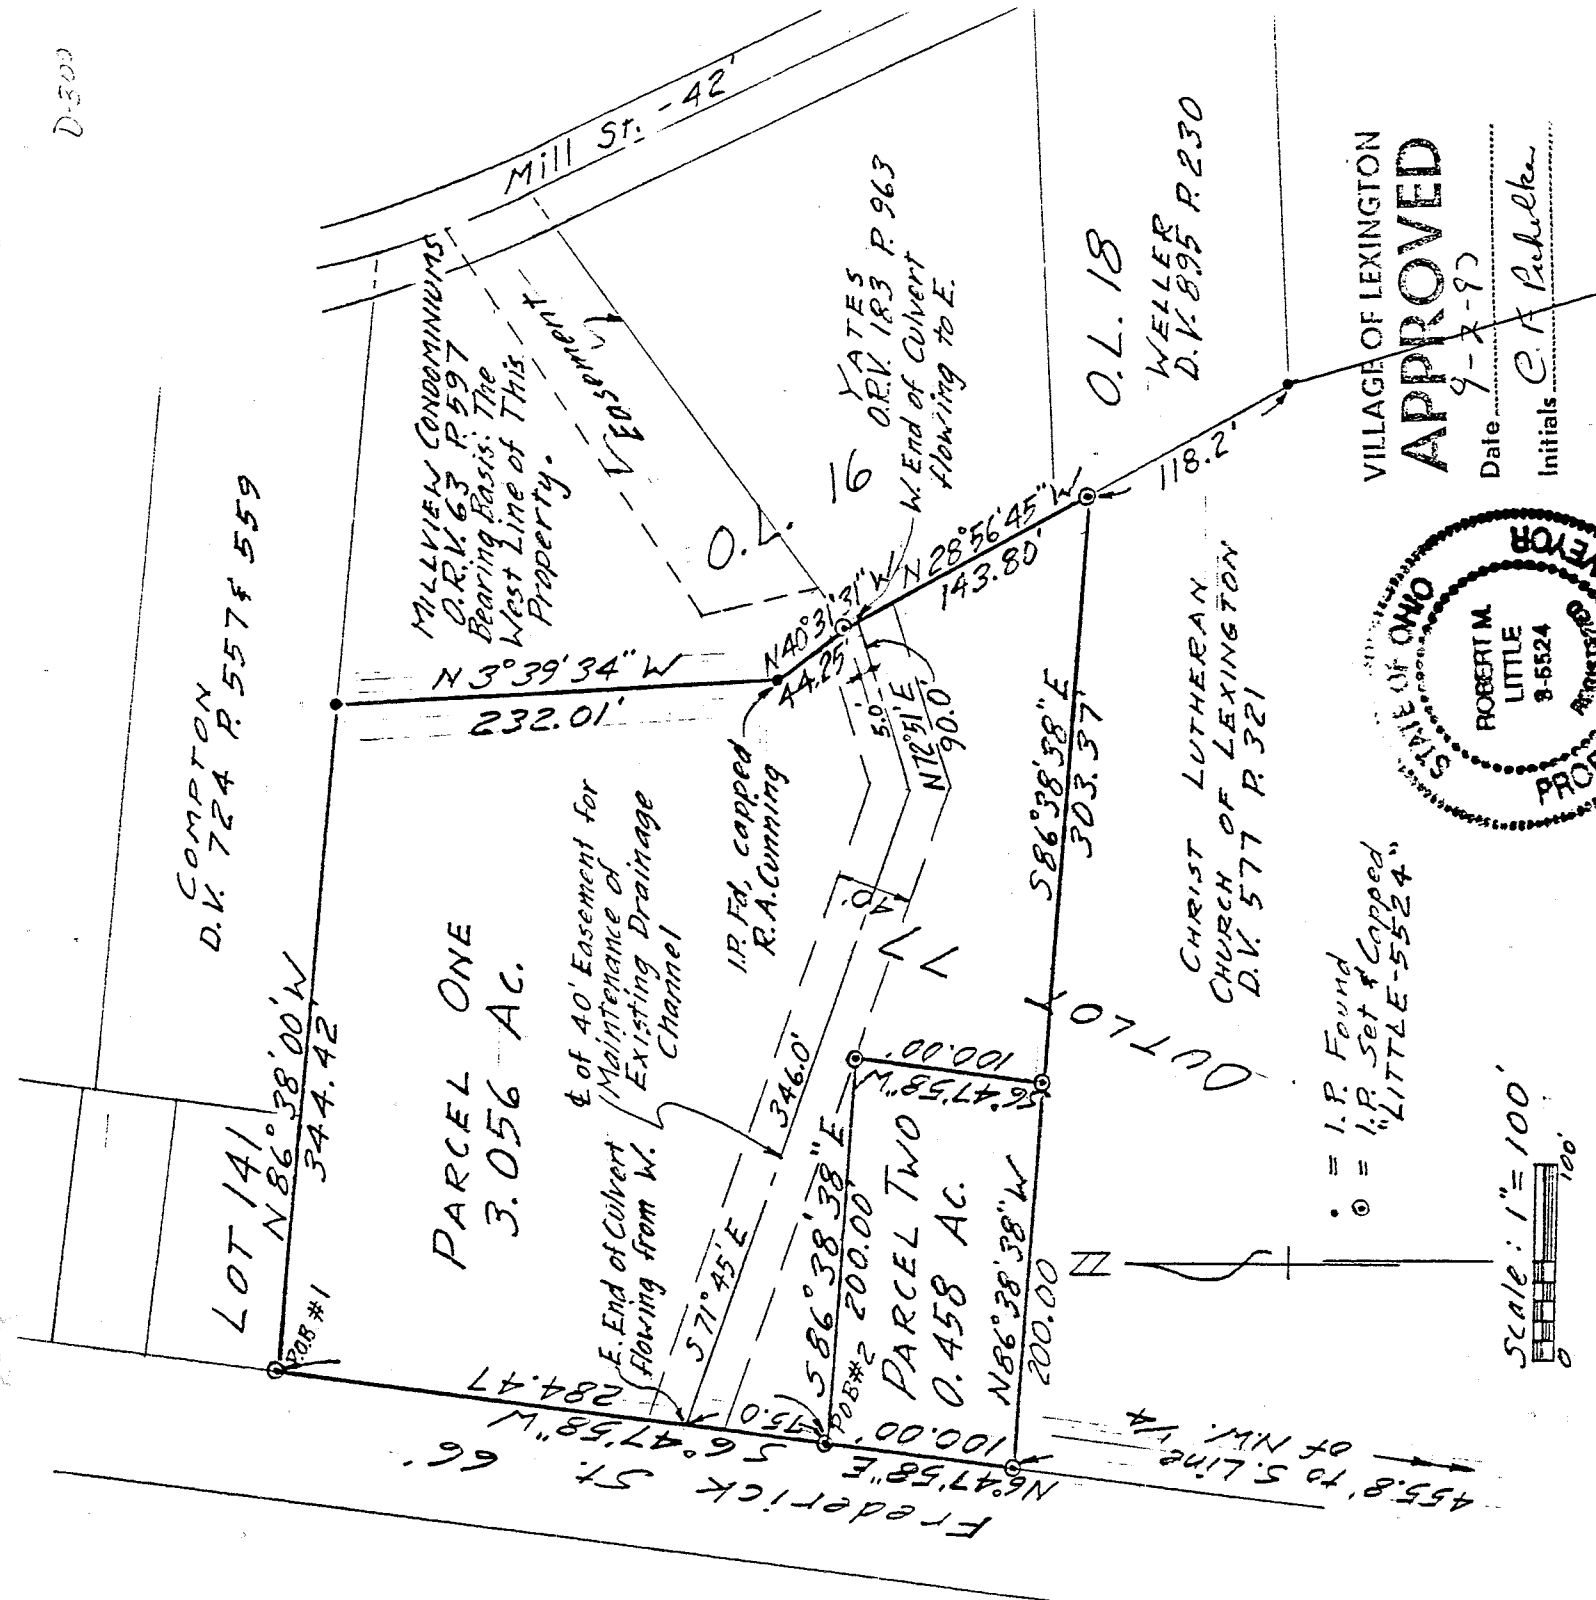 D-300
COMPTON
D.V. 724 P. 557 & 559
LOT 141
N 86° 38' 00" W
344.42'
P.O.B #1
PARCEL ONE
3.056 Ac.
Mill St. - 42'
MILLVIEW CONDOMINIUMS
O.R.V. 63 P. 597
Bearing Basis: The
West Line of This
Property.
Easement
N 3° 39' 34" W
232.01'
O.L. 16
YATES
O.R.V. 183 P. 963
W. End of Culvert
flowing to E.
N 40° 31' 31" W
44.25'
N 28° 56' 45" W
143.80'
I.P. Fd, capped
R.A. Cunning
5.0'
N 72° 51' E
90.0'
℄ of 40' Easement for
Maintenance of
Existing Drainage
Channel
40'
346.0'
S 71° 45' E
E. End of Culvert
flowing from W.
S 6° 47' 58" W
284.47
75.0
Frederick St. 66'
S 86° 38' 38" E
200.00'
P.O.B #2
PARCEL TWO
0.458 Ac.
S 6° 47' 58" W
100.00'
N 6° 47' 58" E
100.00'
N 86° 38' 38" W
200.00
S 86° 38' 38" E
303.37'
OUTLOT
O.L. 18
WELLER
D.V. 895 P. 230
118.2'
CHRIST LUTHERAN
CHURCH OF LEXINGTON
D.V. 577 P. 321
455.8' to S. Line
OF N.W. 1/4
N
• = I.P. Found
⊙ = I.P. Set & Capped
"LITTLE-5524"
Scale: 1" = 100'
0 100'
VILLAGE OF LEXINGTON
APPROVED
Date
Initials
STATE OF OHIO
ROBERT M.
LITTLE
S-5524